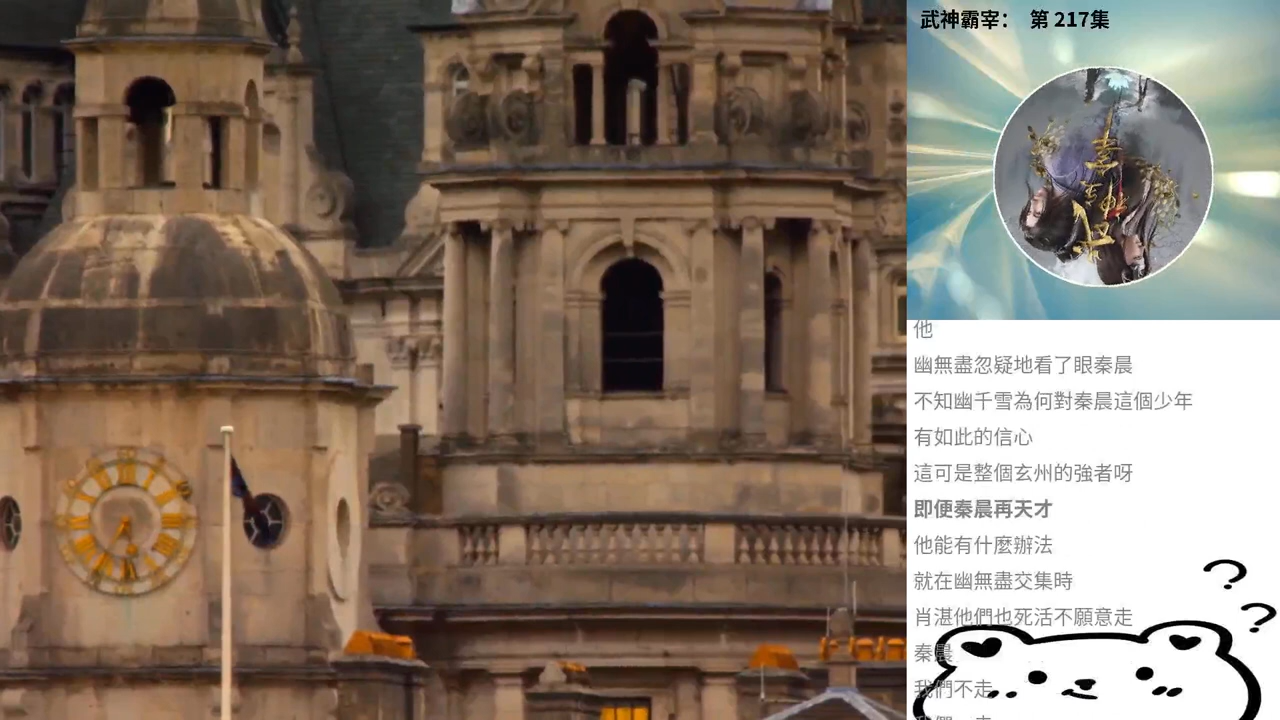 武神霸宰： 第 217集
他
幽無盡忽疑地看了眼秦晨
不知幽千雪為何對秦晨這個少年
有如此的信心
這可是整個玄州的強者呀
即便秦晨再天才
他能有什麼辦法
就在幽無盡交集時
肖湛他們也死活不願意走
秦晨
我們不走